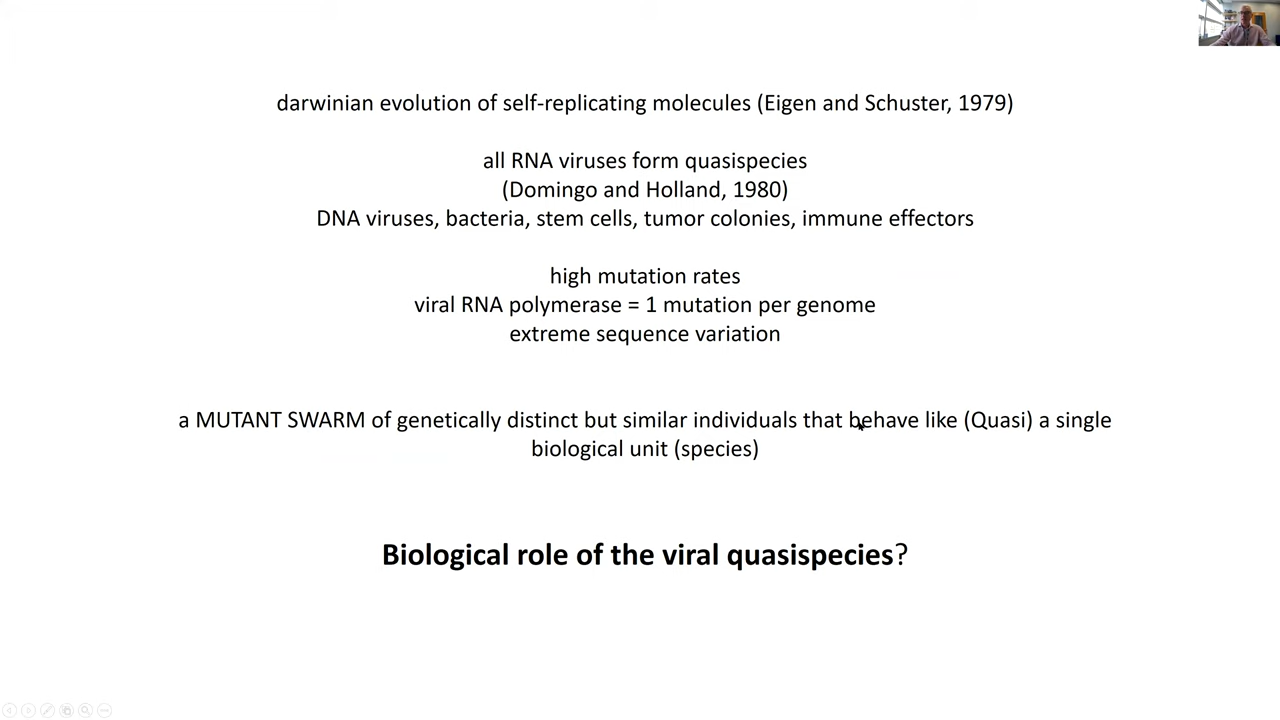 darwinian evolution of self-replicating molecules (Eigen and Schuster, 1979)
all RNA viruses form quasispecies
(Domingo and Holland, 1980)
DNA viruses, bacteria, stem cells, tumor colonies, immune effectors
high mutation rates
viral RNA polymerase = 1 mutation per genome
extreme sequence variation
a MUTANT SWARM of genetically distinct but similar individuals that behave like (Quasi) a single
biological unit (species)
Biological role of the viral quasispecies?